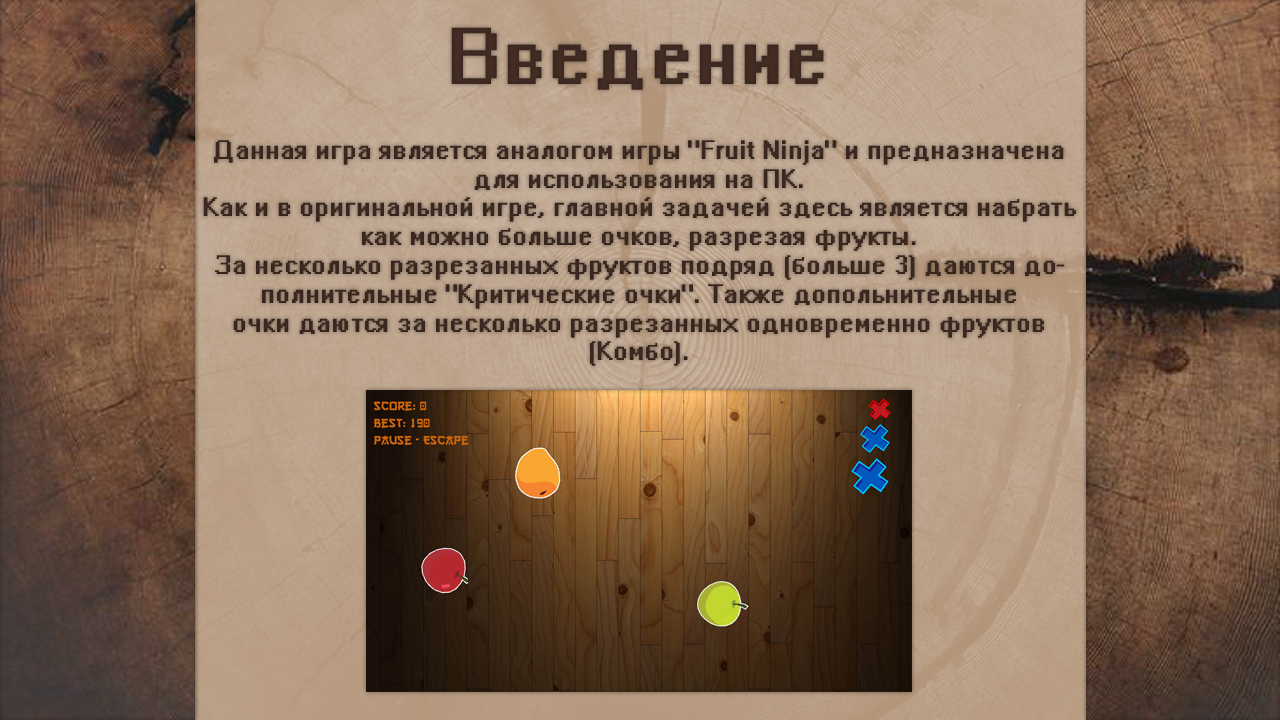 Введение
Данная игра является аналогом игры "Fruit Ninja" и предназначена
для использования на ПК.
Как и в оригинальной игре, главной задачей здесь является набрать
как можно больше очков, разрезая фрукты.
За несколько разрезанных фруктов подряд (больше 3) даются до-
полнительные "Критические очки". Также допольнительные
очки даются за несколько разрезанных одновременно фруктов
(Комбо).
SCORE: 0
BEST: 190
PAUSE - ESCAPE